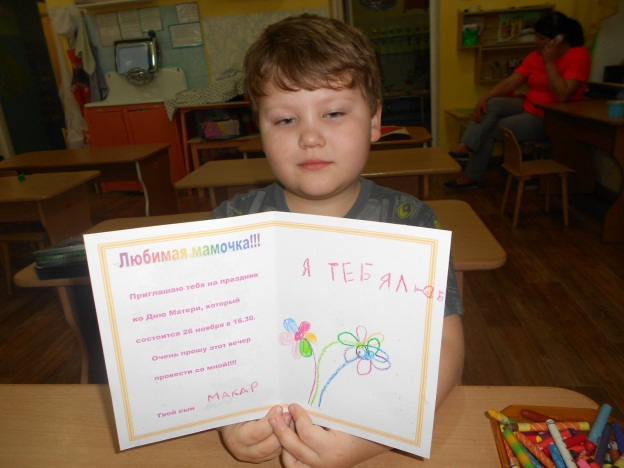 Любимая мамочка!!!
Приглашаю тебя на праздник
ко Дню Матери, который
состоится 26 ноября в 16.30.
Очень прошу этот вечер
провести со мной!!!!
Твой сын МАКАР
Я ТЕБЯ ЛЮБ